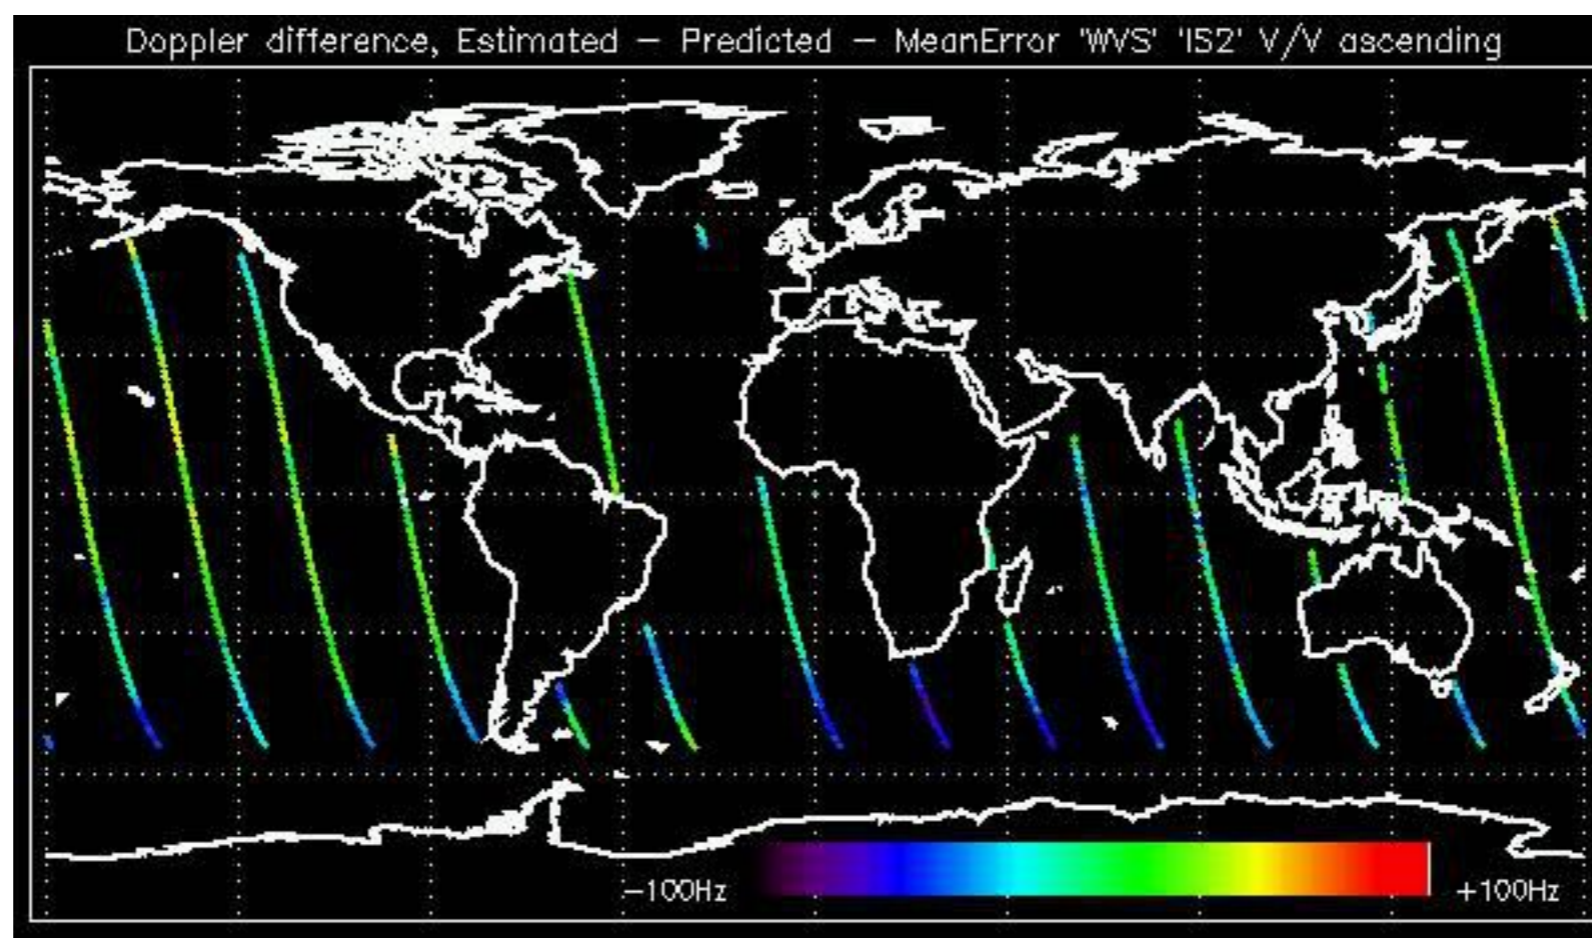 Doppler difference, Estimated – Predicted – MeanError 'WVS' 'IS2' V/V ascending
–100Hz +100Hz